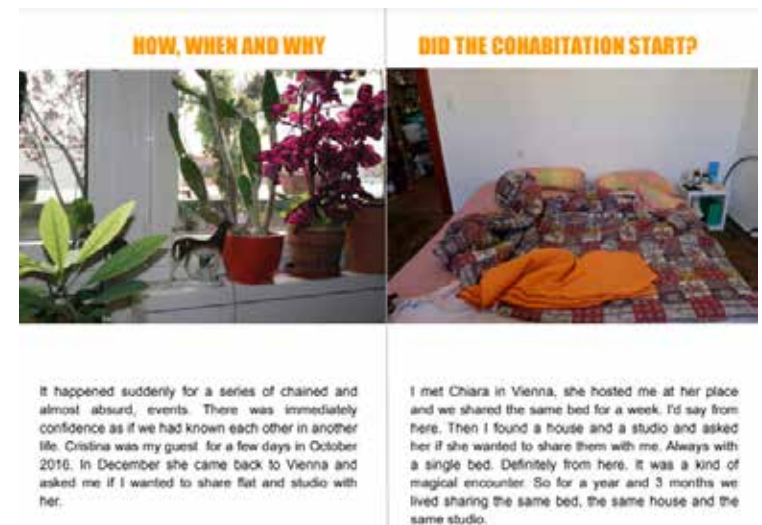 HOW, WHEN AND WHY
DID THE COHABITATION START?
It happened suddenly for a series of chained and
almost absurd, events. There was immediately
confidence as if we had known each other in another
life. Cristina was my guest for a few days in October
2016. In December she came back to Vienna and
asked me if I wanted to share flat and studio with
her.
I met Chiara in Vienna, she hosted me at her place
and we shared the same bed for a week. I'd say from
here. Then I found a house and a studio and asked
her if she wanted to share them with me. Always with
a single bed. Definitely from here. It was a kind of
magical encounter. So for a year and 3 months we
lived sharing the same bed, the same house and the
same studio.